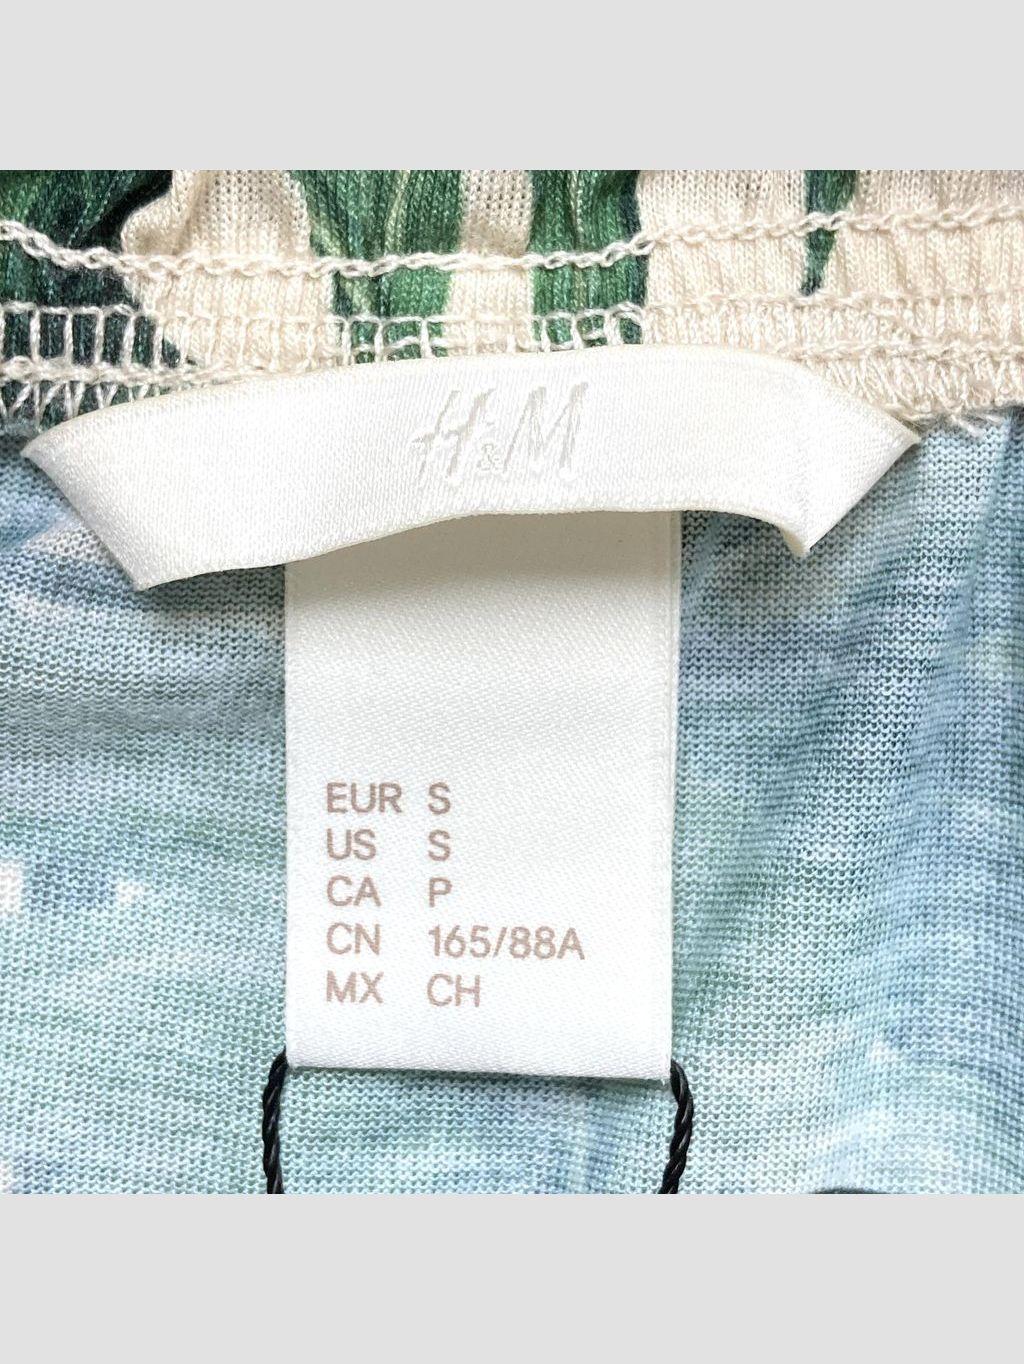 H&M
EUR S
US S
CA P
CN 165/88A
MX CH